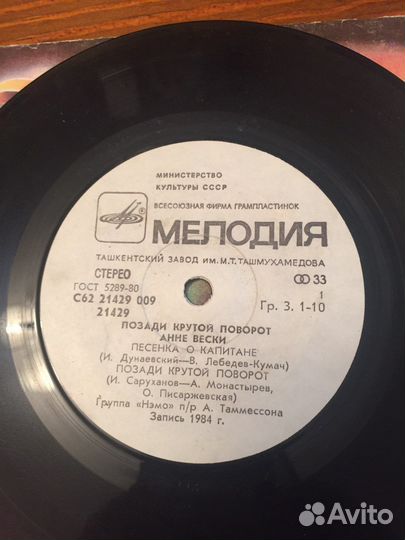 МИНИСТЕРСТВО
КУЛЬТУРЫ СССР
ВСЕСОЮЗНАЯ ФИРМА ГРАМПЛАСТИНОК
МЕЛОДИЯ
ТАШКЕНТСКИЙ ЗАВОД ИМ. М.Т. ТАШМУХАМЕДОВА
СТЕРЕО
33
ГОСТ 5289-80
1
С62 21429 009
Гр. 3. 1-10
21429
ПОЗАДИ КРУТОЙ ПОВОРОТ
АННЕ ВЕСКИ
ПЕСЕНКА О КАПИТАНЕ
(И. Дунаевский—В. Лебедев-Кумач)
ПОЗАДИ КРУТОЙ ПОВОРОТ
(И. Саруханов—А. Монастырев,
О. Писаржевская)
Группа «Нэмо» п/р А. Таммессона
Запись 1984 г.
Avito